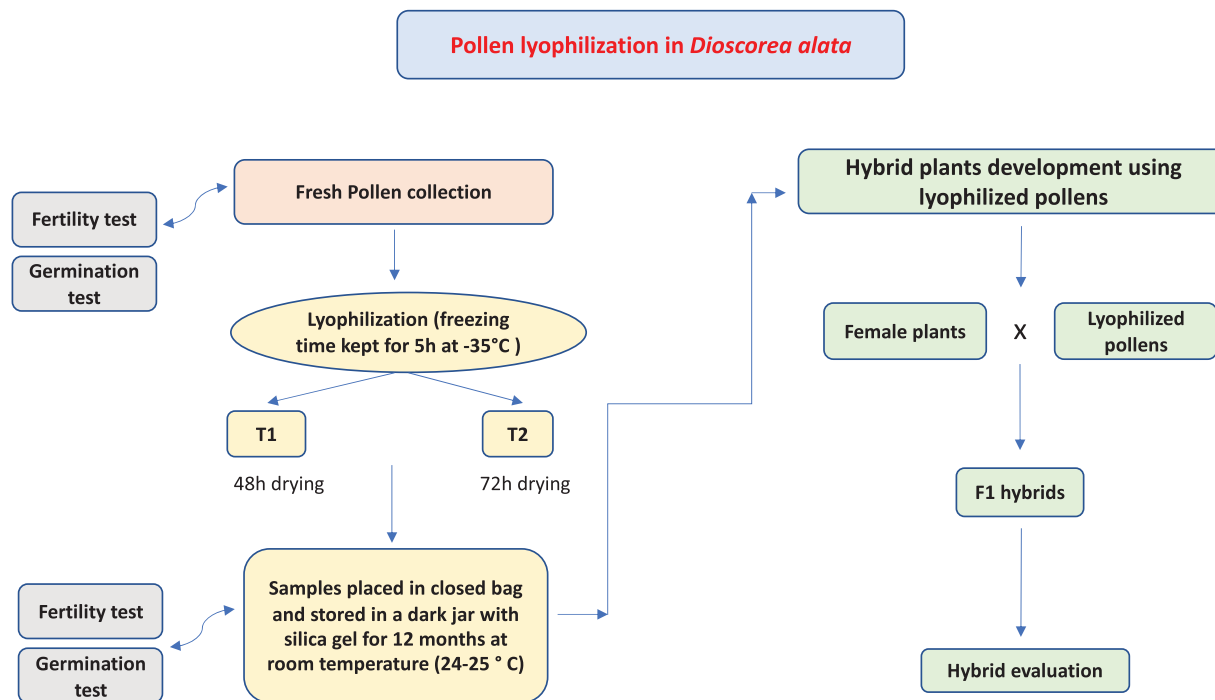 Pollen lyophilization in Dioscorea alata
Fresh Pollen collection
Fertility test
Germination
test
Lyophilization (freezing
time kept for 5h at -35°C )
T1
T2
48h drying
72h drying
Samples placed in closed bag
and stored in a dark jar with
silica gel for 12 months at
room temperature (24-25 ° C)
Fertility test
Germination
test
Hybrid plants development using
lyophilized pollens
Female plants
X
Lyophilized
pollens
F1 hybrids
Hybrid evaluation